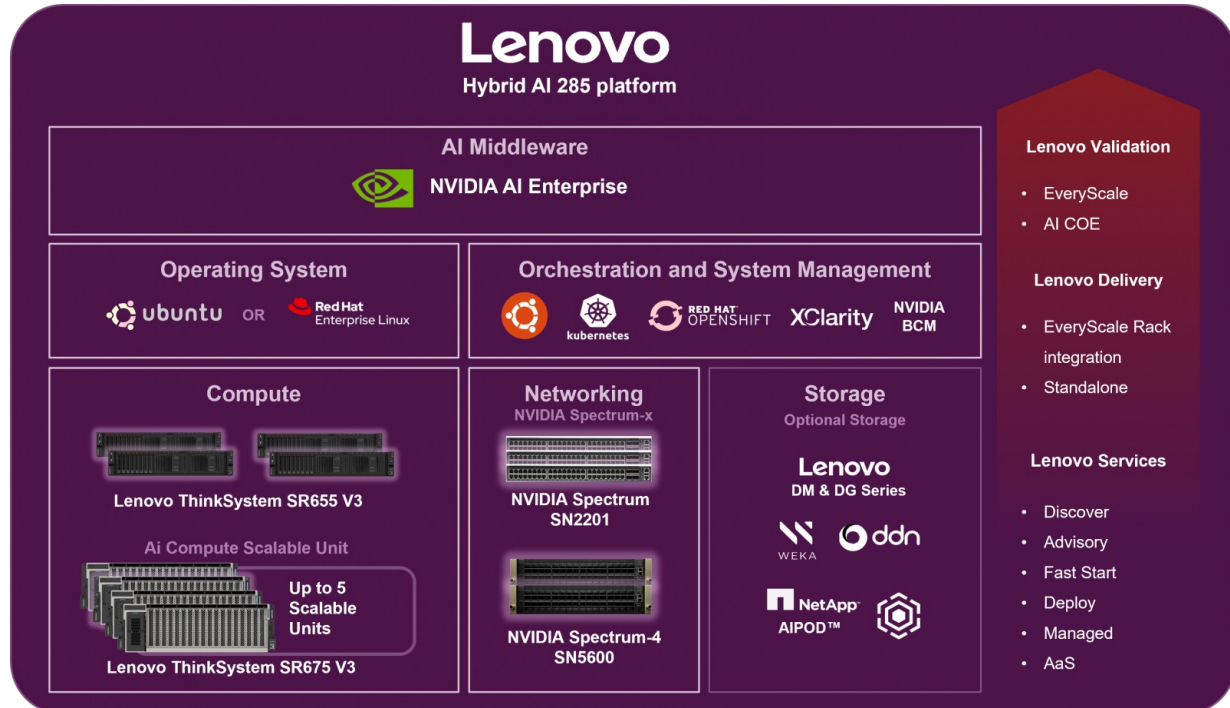 Lenovo
Hybrid AI 285 platform
AI Middleware
NVIDIA AI Enterprise
Operating System
ubuntu OR Red Hat
Enterprise Linux
Orchestration and System Management
kubernetes
RED HAT
OPENSHIFT
XClarity
NVIDIA
BCM
Compute
Lenovo ThinkSystem SR655 V3
Ai Compute Scalable Unit
Up to 5
Scalable
Units
Lenovo ThinkSystem SR675 V3
Networking
NVIDIA Spectrum-x
NVIDIA Spectrum
SN2201
NVIDIA Spectrum-4
SN5600
Storage
Optional Storage
Lenovo
DM & DG Series
WEKA
ddn
NetApp
AIPOD™
Lenovo Validation
• EveryScale
• AI COE
Lenovo Delivery
• EveryScale Rack
integration
• Standalone
Lenovo Services
• Discover
• Advisory
• Fast Start
• Deploy
• Managed
• AaS